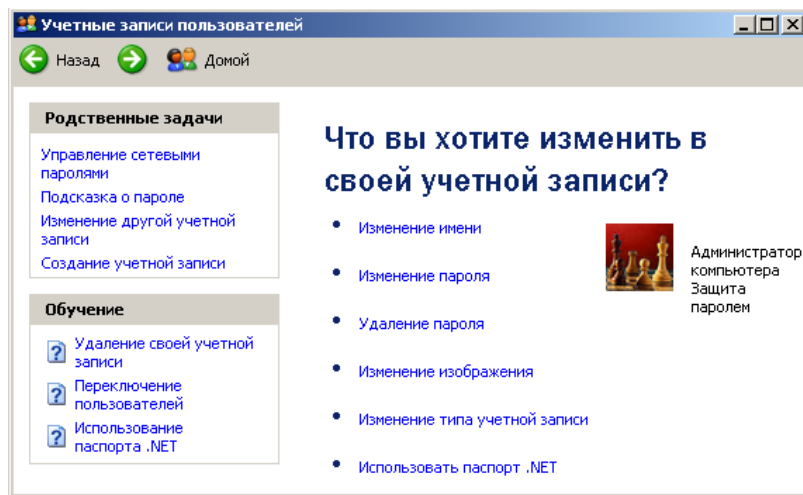 Учетные записи пользователей
Назад
Домой
Родственные задачи
Управление сетевыми
паролями
Подсказка о пароле
Изменение другой учетной
записи
Создание учетной записи
Обучение
Удаление своей учетной
записи
Переключение
пользователей
Использование
паспорта .NET
Что вы хотите изменить в
своей учетной записи?
Изменение имени
Изменение пароля
Удаление пароля
Изменение изображения
Изменение типа учетной записи
Использовать паспорт .NET
Администратор
компьютера
Защита
паролем